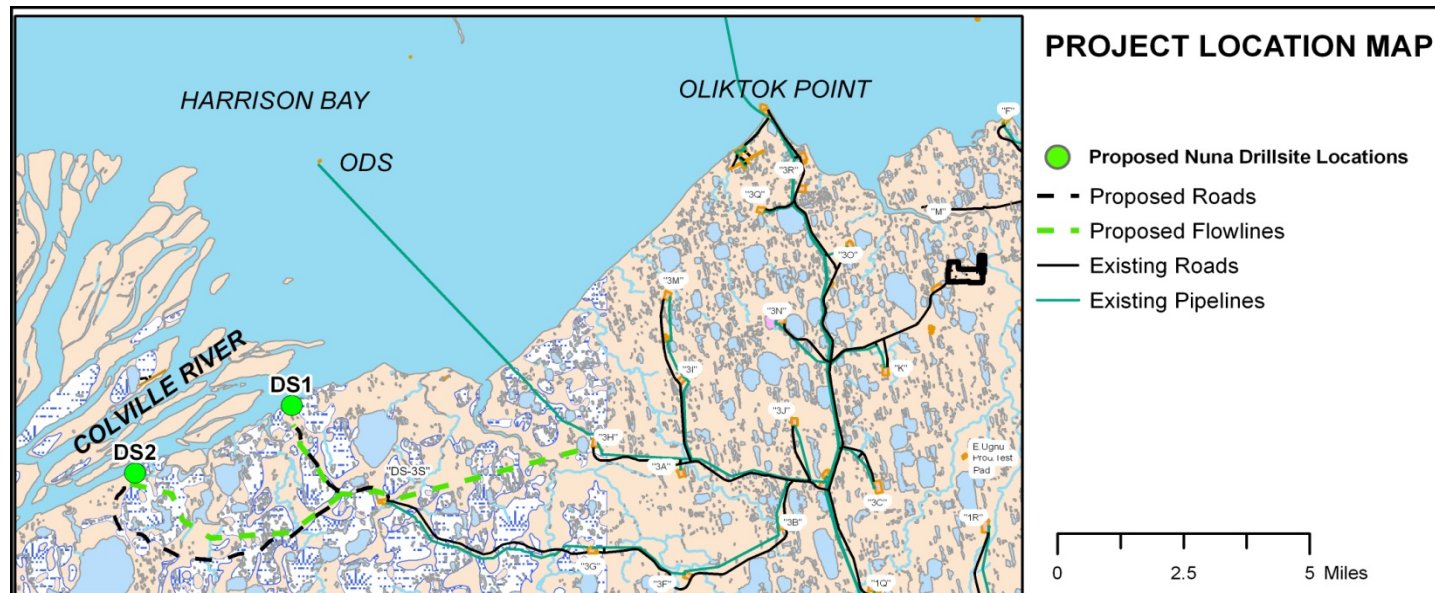 PROJECT LOCATION MAP
HARRISON BAY
OLIKTOK POINT
"F"
ODS
"3R"
"3Q"
"M"
"3O"
"3M"
"3N"
"3I"
"K"
COLVILLE RIVER
DS1
"3J"
"3H"
DS2
"DS-3S"
"3A"
E.Ugnu
Prod.Test
Pad
"3C"
"3B"
"1R"
"3G"
"3F"
"1Q"
Proposed Nuna Drillsite Locations
Proposed Roads
Proposed Flowlines
Existing Roads
Existing Pipelines
0 2.5 5 Miles